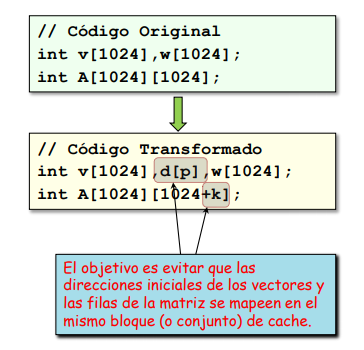 // Código Original
int v[1024],w[1024];
int A[1024][1024];
// Código Transformado
int v[1024],d[p],w[1024];
int A[1024][1024+k];
El objetivo es evitar que las
direcciones iniciales de los vectores y
las filas de la matriz se mapeen en el
mismo bloque (o conjunto) de cache.